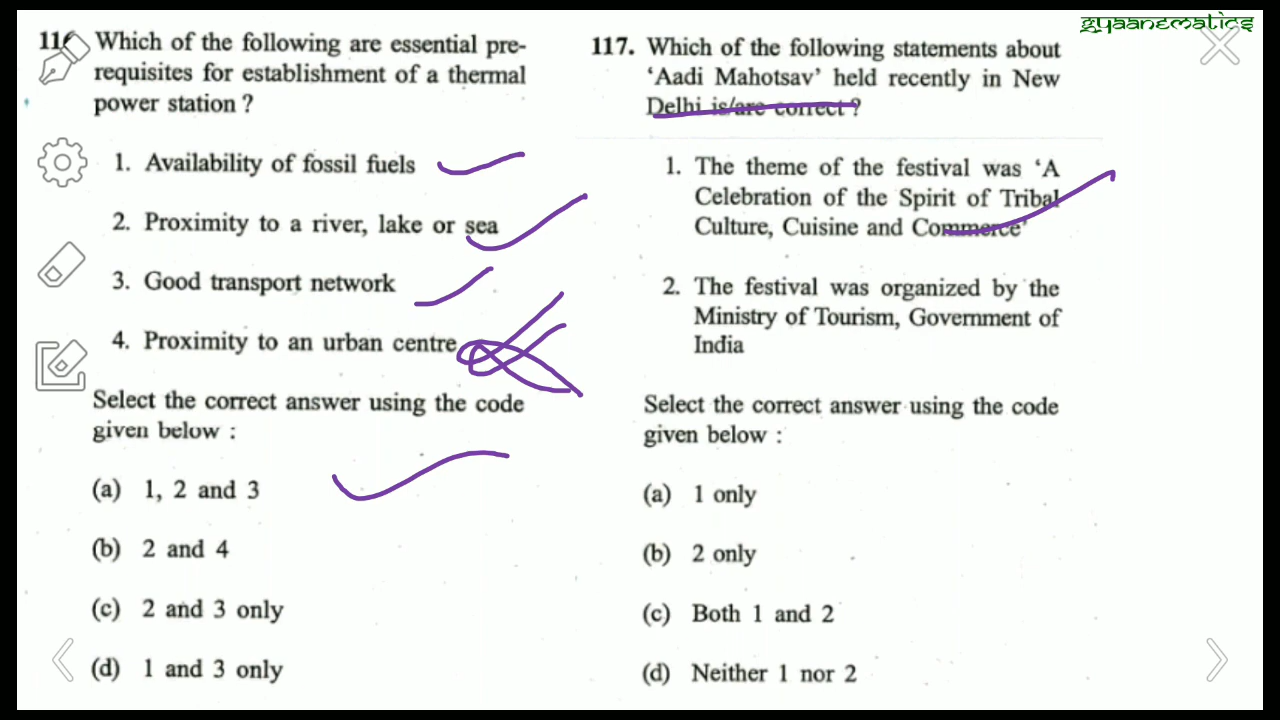 gyaanematics
116 Which of the following are essential pre-
requisites for establishment of a thermal
power station ?
1. Availability of fossil fuels
2. Proximity to a river, lake or sea
3. Good transport network
4. Proximity to an urban centre
Select the correct answer using the code
given below :
(a) 1, 2 and 3
(b) 2 and 4
(c) 2 and 3 only
(d) 1 and 3 only
117. Which of the following statements about
‘Aadi Mahotsav’ held recently in New
Delhi is/are correct ?
1. The theme of the festival was ‘A
Celebration of the Spirit of Tribal
Culture, Cuisine and Commerce’
2. The festival was organized by the
Ministry of Tourism, Government of
India
Select the correct answer using the code
given below :
(a) 1 only
(b) 2 only
(c) Both 1 and 2
(d) Neither 1 nor 2